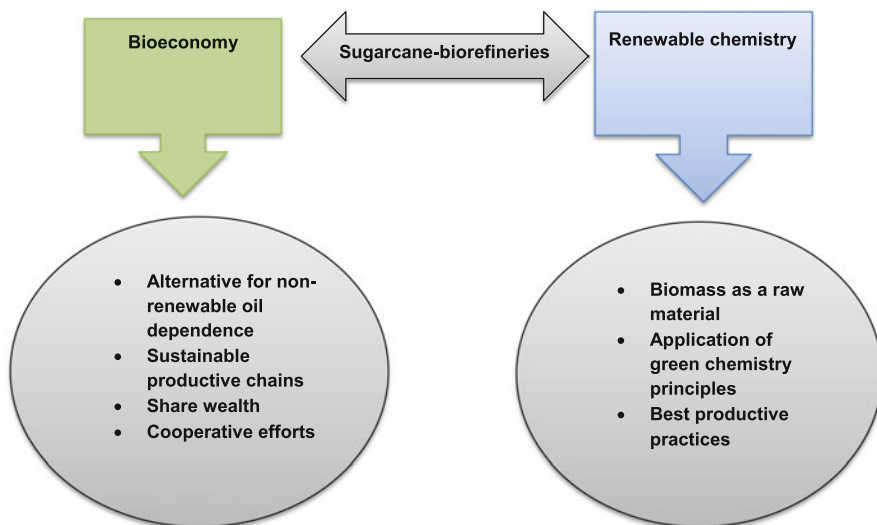 Bioeconomy
Sugarcane-biorefineries
Renewable chemistry
• Alternative for non-
renewable oil
dependence
• Sustainable
productive chains
• Share wealth
• Cooperative efforts
• Biomass as a raw
material
• Application of
green chemistry
principles
• Best productive
practices